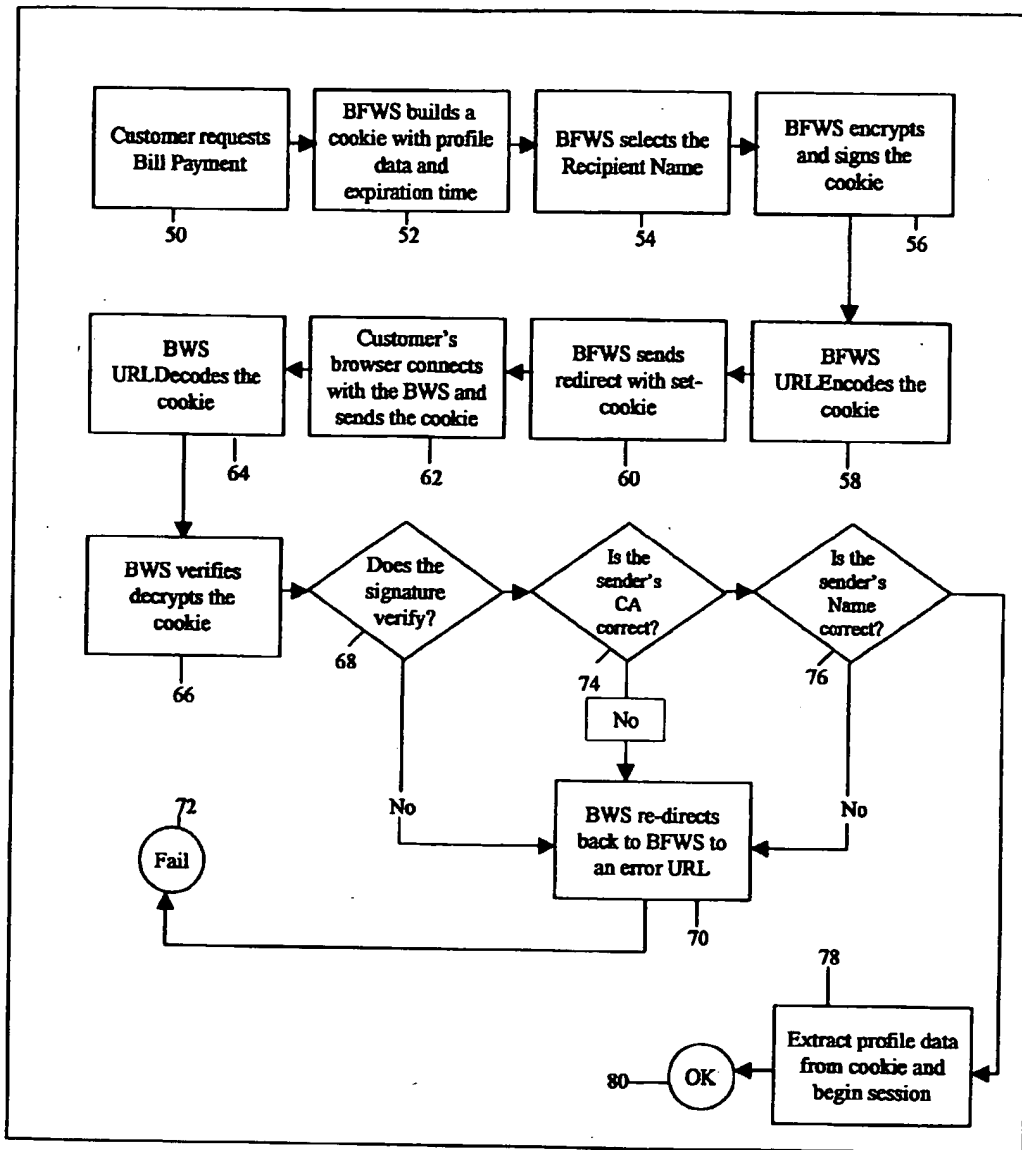 Customer requests
Bill Payment
50
BFWS builds a
cookie with profile
data and
expiration time
52
BFWS selects the
Recipient Name
54
BFWS encrypts
and signs the
cookie
56
BFWS
URLEncodes the
cookie
58
BFWS sends
redirect with set-
cookie
60
Customer's
browser connects
with the BWS and
sends the cookie
62
BWS
URLDecodes the
cookie
64
BWS verifies
decrypts the
cookie
66
Does the
signature
verify?
68
Is the
sender's
CA
correct?
74
Is the
sender's
Name
correct?
76
No
No
No
BWS re-directs
back to BFWS to
an error URL
70
72
Fail
78
Extract profile data
from cookie and
begin session
80
OK